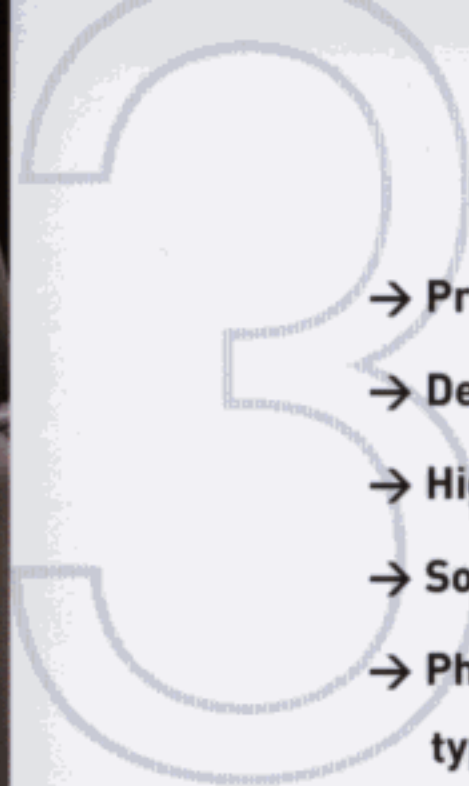 3
→ Pr
→ De
→ Hi
→ So
→ Ph
ty